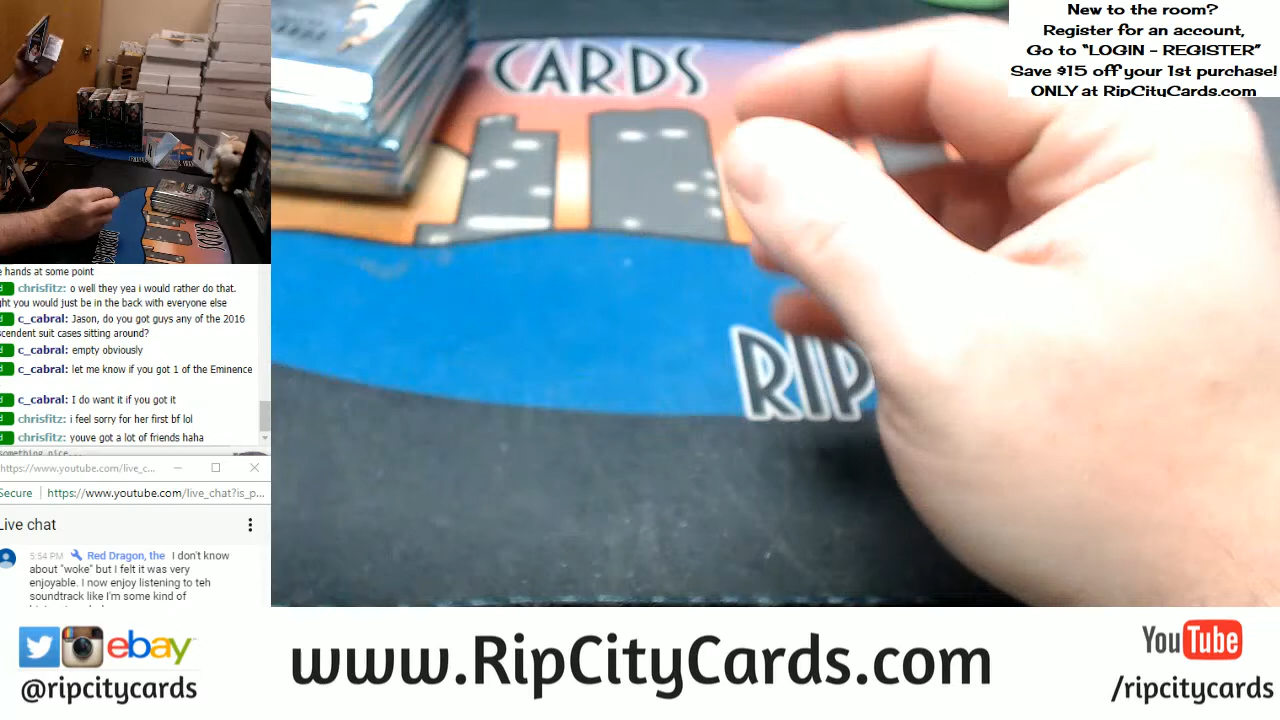 New to the room?
Register for an account,
Go to “LOGIN - REGISTER”
Save $15 off your 1st purchase!
ONLY at RipCityCards.com
CARDS
RIP
CARDS
e hands at some point
chrisfitz: o well they yea i would rather do that.
ght you would just be in the back with everyone else
c_cabral: Jason, do you got guys any of the 2016
scendent suit cases sitting around?
c_cabral: empty obviously
c_cabral: let me know if you got 1 of the Eminence
c_cabral: I do want it if you got it
chrisfitz: i feel sorry for her first bf lol
chrisfitz: youve got a lot of friends haha
something nice...
https://www.youtube.com/live_c...
Secure https://www.youtube.com/live_chat?is_p...
Live chat
5:54 PM Red Dragon, the I don't know
about "woke" but I felt it was very
enjoyable. I now enjoy listening to teh
soundtrack like I'm some kind of
ebay
@ripcitycards
www.RipCityCards.com
YouTube
/ripcitycards